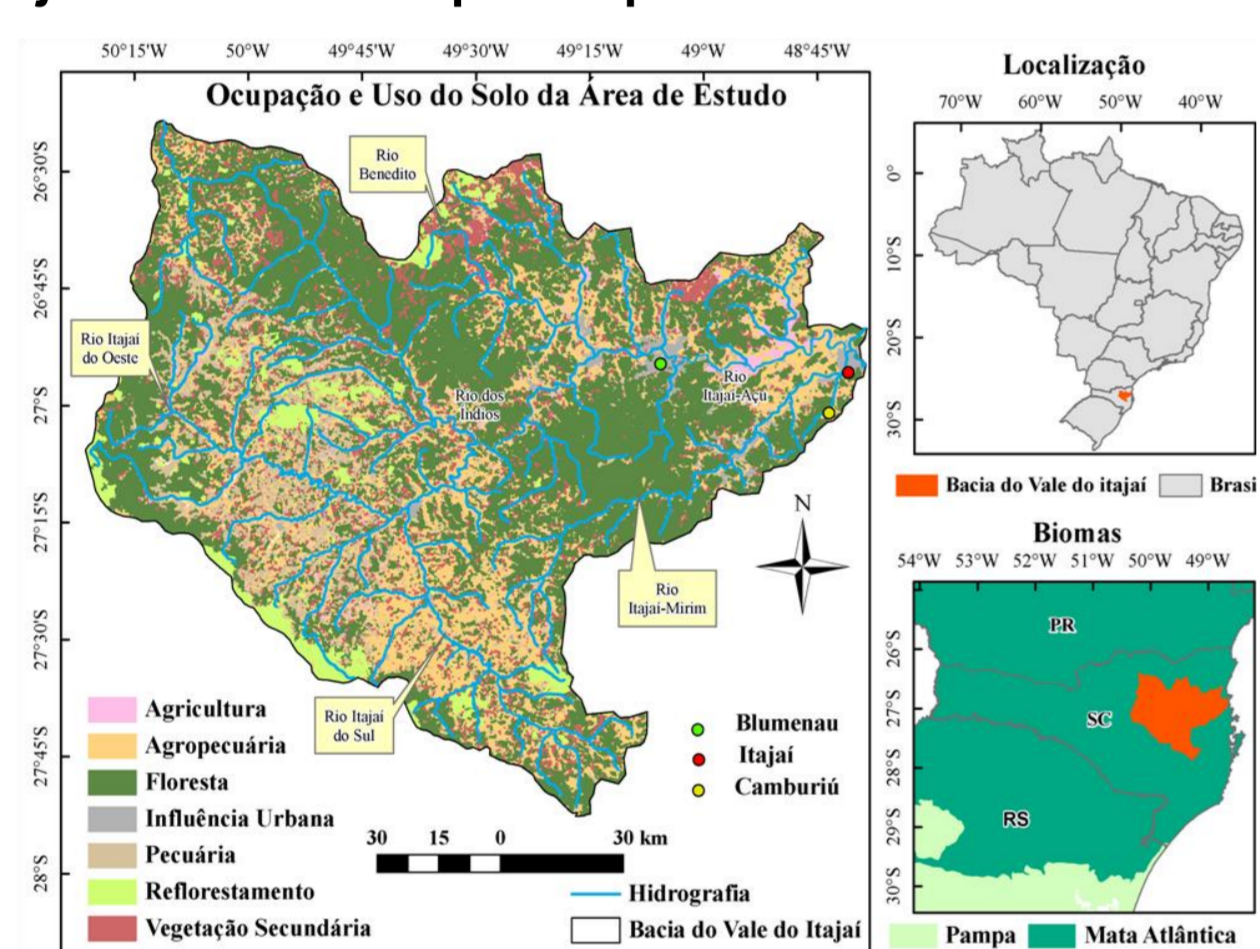 50°15'W 50°W 49°45'W 49°30'W 49°15'W 49°W 48°45'W
Ocupação e Uso do Solo da Área de Estudo
26°30'S
26°45'S
27°S
27°15'S
27°30'S
27°45'S
28°S
Rio
Benedito
Rio Itajaí
do Oeste
Rio dos
Índios
Rio
Itajaí-Açú
Rio
Itajaí-Mirim
Rio Itajaí
do Sul
N
Agricultura
Agropecuária
Floresta
Influência Urbana
Pecuária
Reflorestamento
Vegetação Secundária
30 15 0 30 km
Blumenau
Itajaí
Camburiú
Hidrografia
Bacia do Vale do Itajaí
Localização
70°W 60°W 50°W 40°W
0°
10°S
20°S
30°S
Bacia do Vale do itajaí Brasi
Biomas
54°W 53°W 52°W 51°W 50°W 49°W
26°S
27°S
28°S
29°S
30°S
PR
SC
RS
Pampa Mata Atlântica